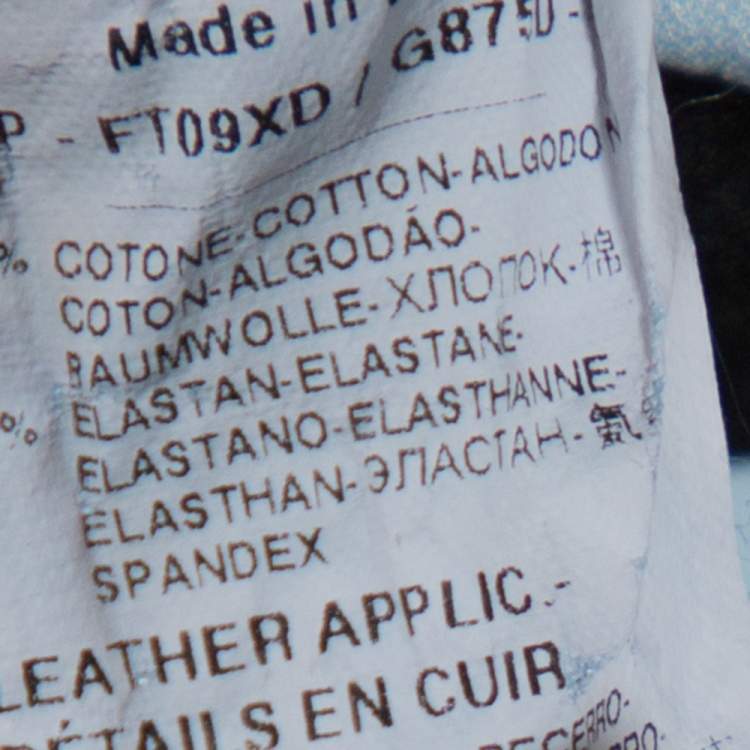 Made in
P - FT09XD / G875D -
% COTONE-COTTON-ALGODON
COTON-ALGODÃO-
BAUMWOLLE-ХЛОПОК-棉
ELASTAN-ELASTANE-
% ELASTANO-ELASTHANNE-
ELASTHAN-ЭЛАСТАН-氨
SPANDEX
LEATHER APPLIC.-
DÉTAILS EN CUIR